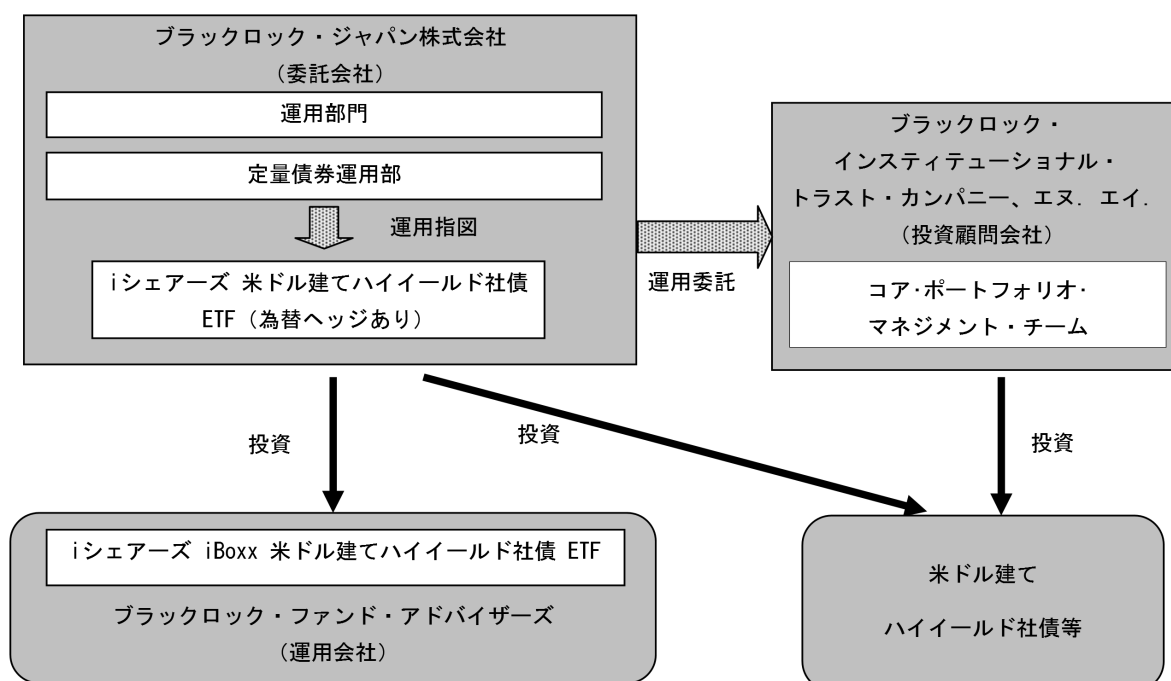 ブラックロック・ジャパン株式会社
（委託会社）
運用部門
定量債券運用部
運用指図
iシェアーズ 米ドル建てハイイールド社債
ETF（為替ヘッジあり）
運用委託
ブラックロック・
インスティテューショナル・
トラスト・カンパニー、エヌ．エイ．
（投資顧問会社）
コア･ポートフォリオ･
マネジメント・チーム
投資
投資
投資
iシェアーズ iBoxx 米ドル建てハイイールド社債 ETF
ブラックロック・ファンド・アドバイザーズ
（運用会社）
米ドル建て
ハイイールド社債等